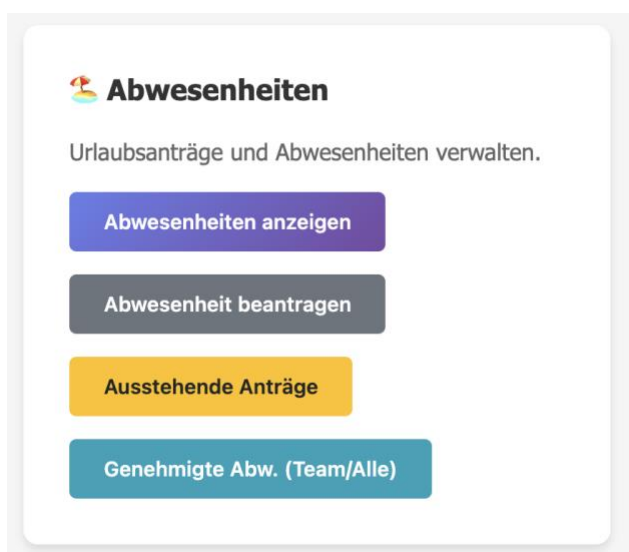 Abwesenheiten
Urlaubsanträge und Abwesenheiten verwalten.
Abwesenheiten anzeigen
Abwesenheit beantragen
Ausstehende Anträge
Genehmigte Abw. (Team/Alle)